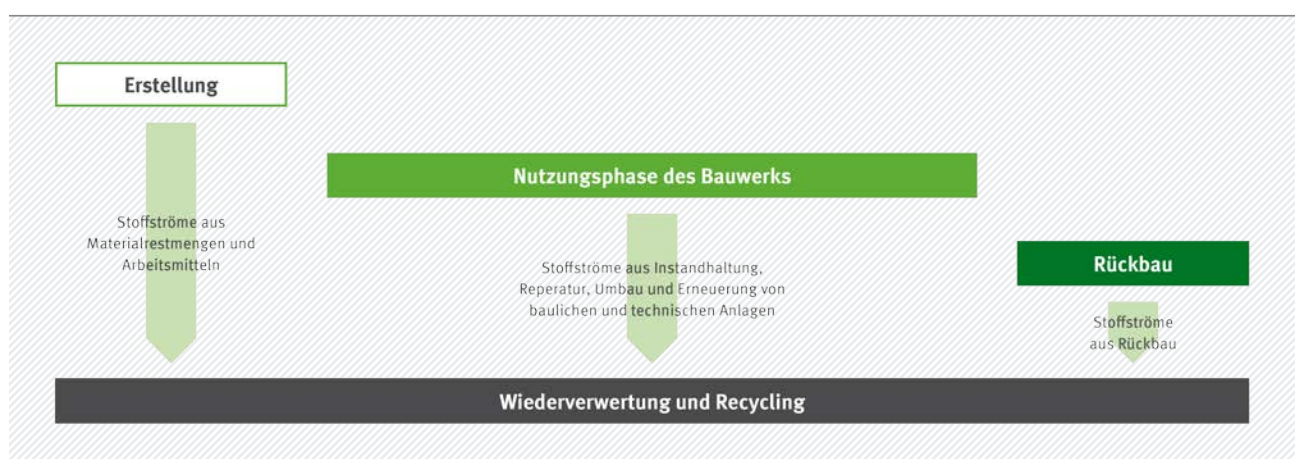 Erstellung
Nutzungsphase des Bauwerks
Stoffströme aus
Materialrestmengen und
Arbeitsmitteln
Rückbau
Stoffströme aus Instandhaltung,
Reperatur, Umbau und Erneuerung von
baulichen und technischen Anlagen
Stoffströme
aus Rückbau
Wiederverwertung und Recycling